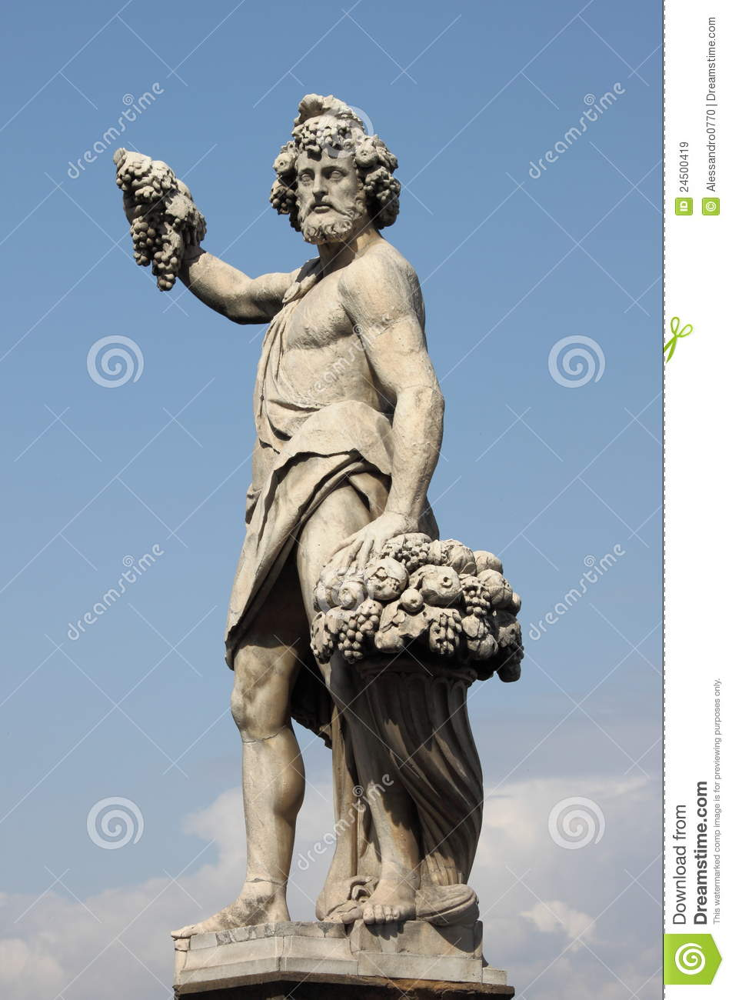 dreamstime
dreamstime
dreamstime
dreamstime
dreamstime
dreamstime
ID 24500419
© Alessandro0770 | Dreamstime.com
Download from
Dreamstime.com
This watermarked comp image is for previewing purposes only.